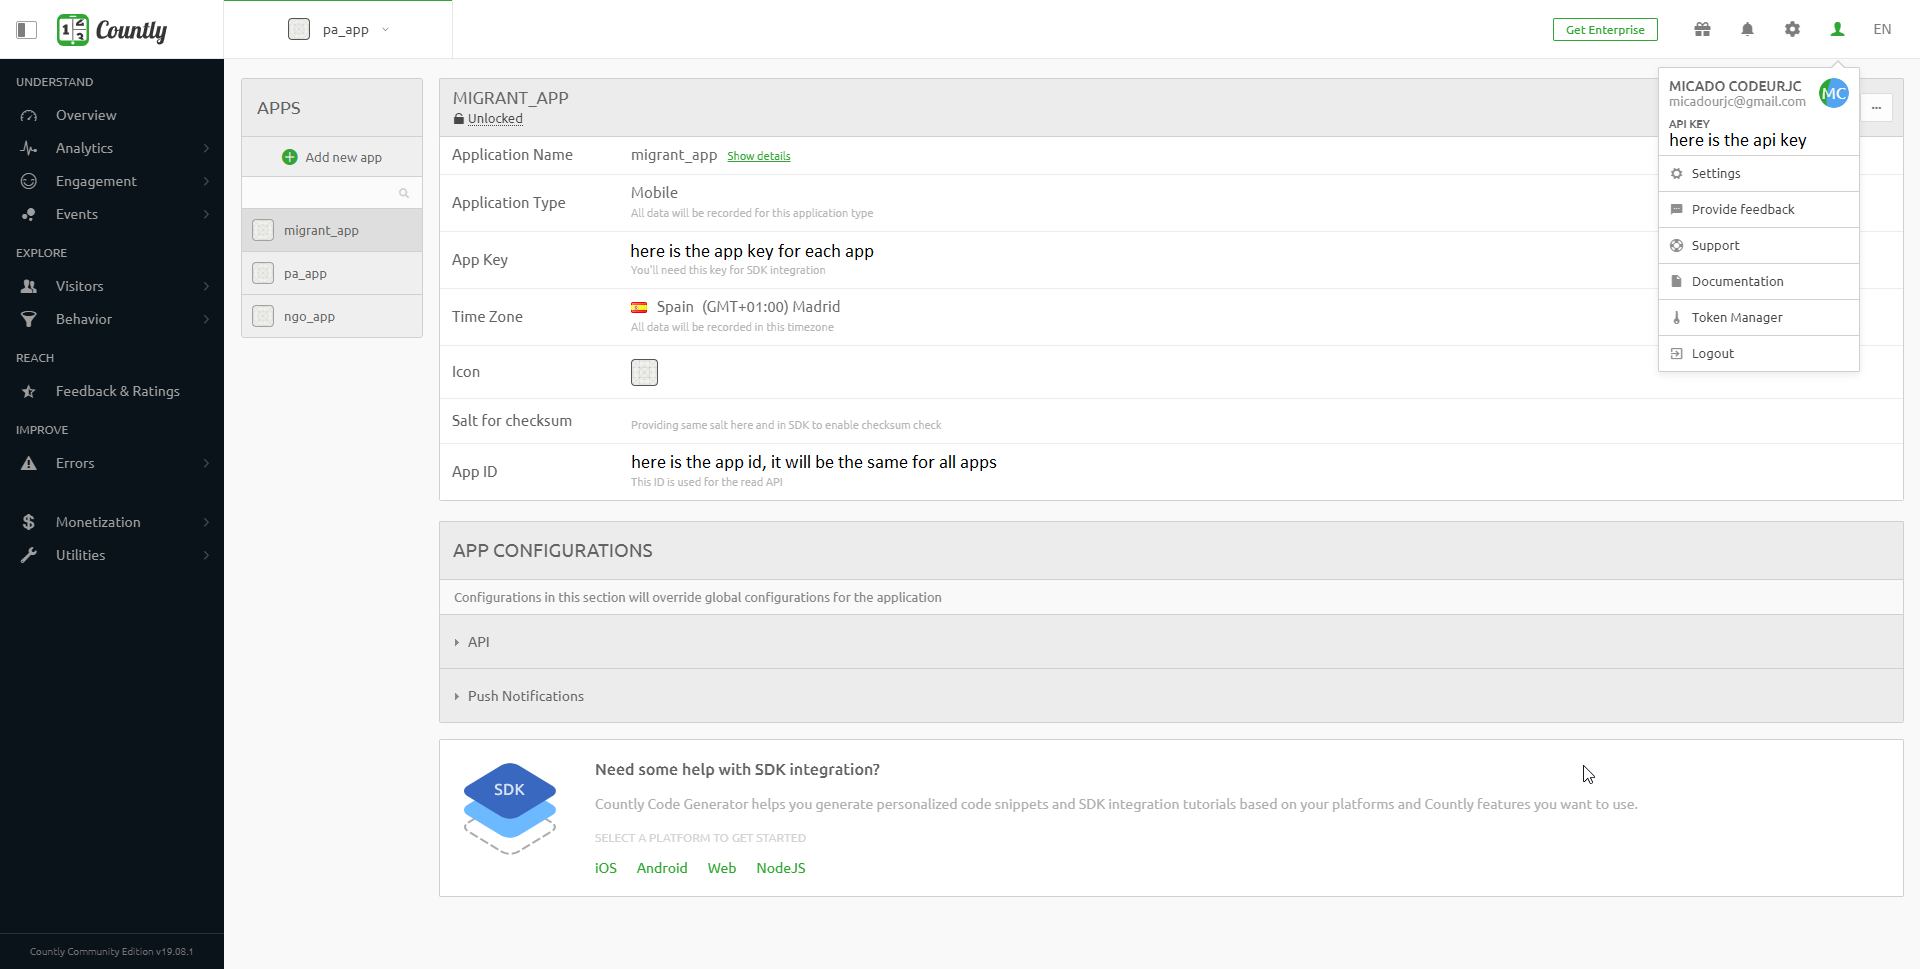 Countly
pa_app
Get Enterprise
EN
UNDERSTAND
Overview
Analytics
Engagement
Events
EXPLORE
Visitors
Behavior
REACH
Feedback & Ratings
IMPROVE
Errors
Monetization
Utilities
Countly Community Edition v19.08.1
APPS
Add new app
migrant_app
pa_app
ngo_app
MIGRANT_APP
Unlocked
Application Name
migrant_app Show details
Application Type
Mobile
All data will be recorded for this application type
App Key
here is the app key for each app
You'll need this key for SDK integration
Time Zone
Spain (GMT+01:00) Madrid
All data will be recorded in this timezone
Icon
Salt for checksum
Providing same salt here and in SDK to enable checksum check
App ID
here is the app id, it will be the same for all apps
This ID is used for the read API
MICADO CODEURJC
micadourjc@gmail.com
MC
API KEY
here is the api key
Settings
Provide feedback
Support
Documentation
Token Manager
Logout
APP CONFIGURATIONS
Configurations in this section will override global configurations for the application
API
Push Notifications
SDK
Need some help with SDK integration?
Countly Code Generator helps you generate personalized code snippets and SDK integration tutorials based on your platforms and Countly features you want to use.
SELECT A PLATFORM TO GET STARTED
iOS Android Web NodeJS